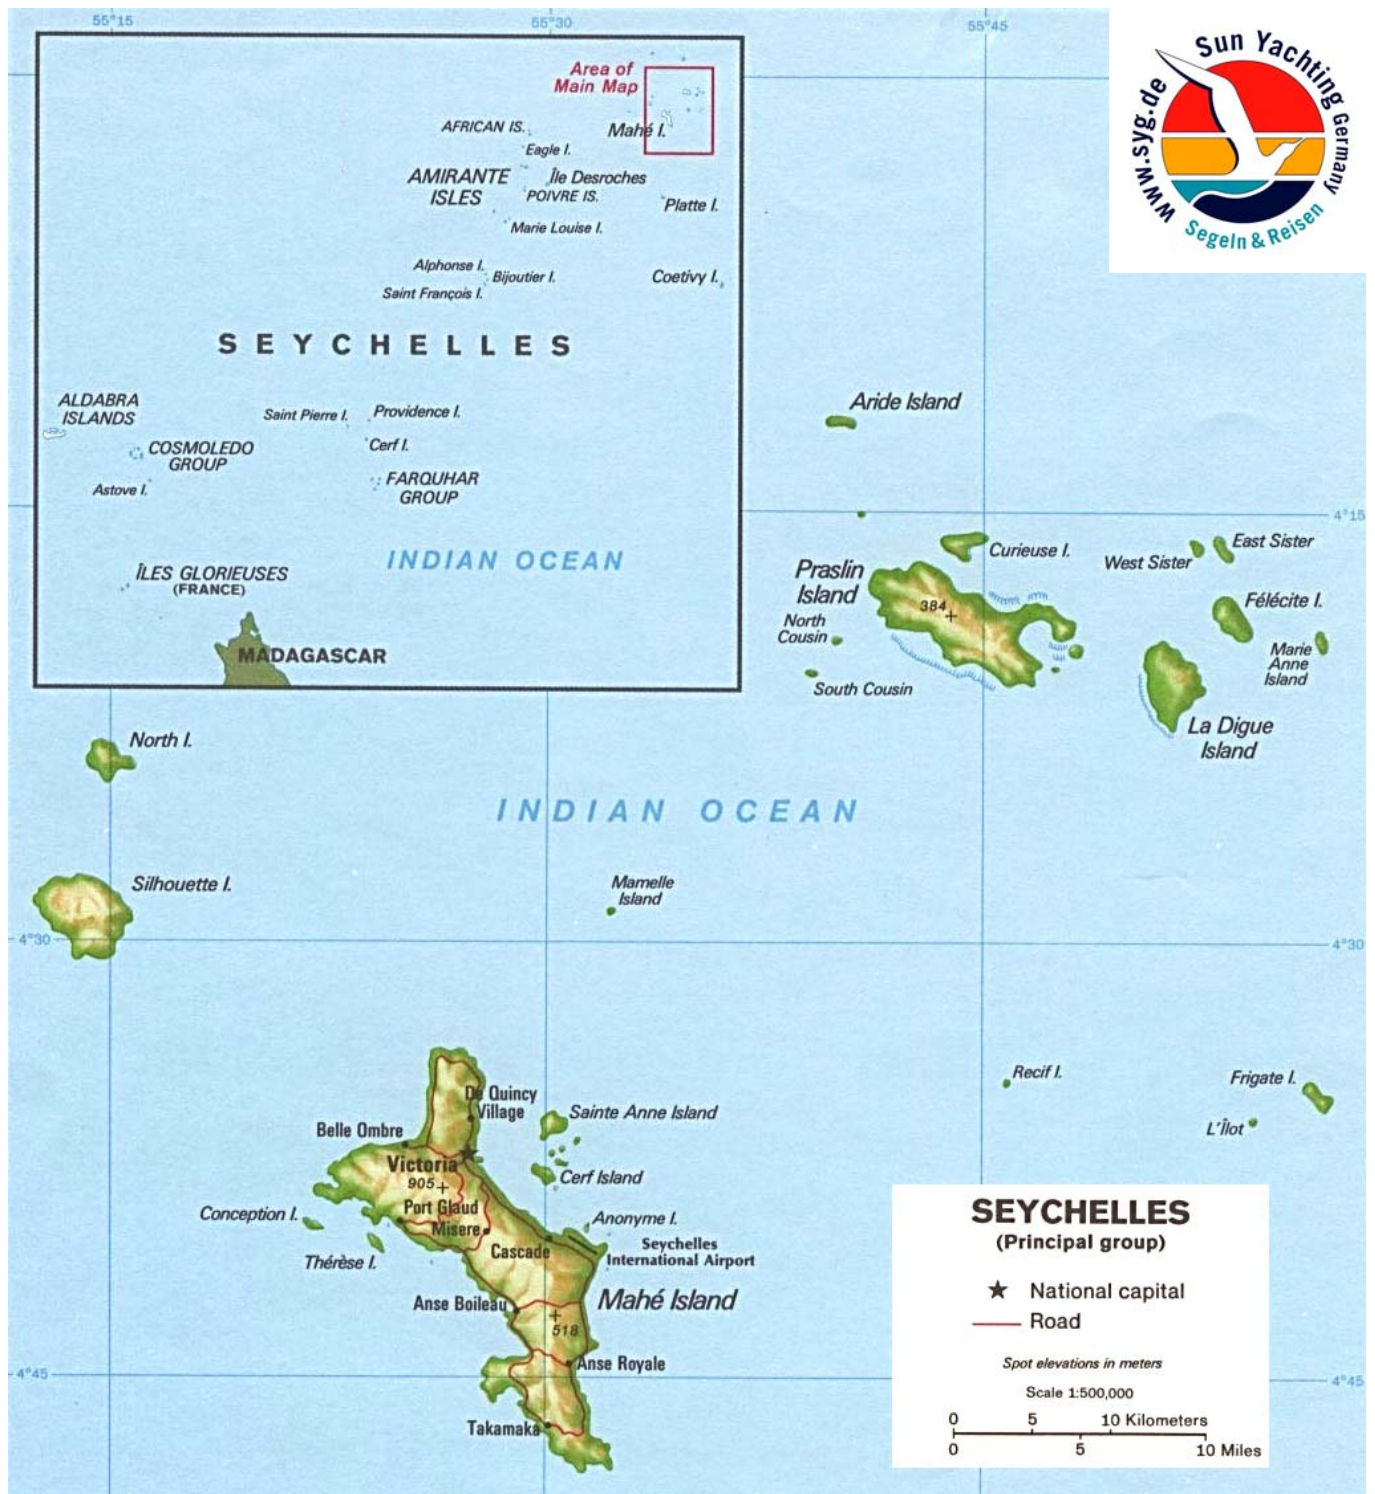 55°15
55°30
55°45
Sun Yachting Germany
www.syg.de
Segeln & Reisen
Area of
Main Map
AFRICAN IS.
Mahé I.
Eagle I.
AMIRANTE
ISLES
Île Desroches
POIVRE IS.
Platte I.
Marie Louise I.
Alphonse I.
Bijoutier I.
Coetivy I.
Saint François I.
SEYCHELLES
ALDABRA
ISLANDS
Saint Pierre I.
Providence I.
COSMOLEDO
GROUP
Cerf I.
Astove I.
FARQUHAR
GROUP
INDIAN OCEAN
ÎLES GLORIEUSES
(FRANCE)
MADAGASCAR
Aride Island
4°15
Curieuse I.
East Sister
West Sister
Praslin
Island
384
Félécite I.
North
Cousin
Marie
Anne
Island
South Cousin
La Digue
Island
North I.
INDIAN OCEAN
Silhouette I.
Mamelle
Island
4°30
4°30
Recif I.
Frigate I.
L'Îlot
De Quincy
Village
Sainte Anne Island
Belle Ombre
Victoria
905
Cerf Island
Port Glaud
Conception I.
Misere
Anonyme I.
Cascade
Seychelles
International Airport
Thérèse I.
Anse Boileau
Mahé Island
518
Anse Royale
4°45
4°45
Takamaka
SEYCHELLES
(Principal group)
National capital
Road
Spot elevations in meters
Scale 1:500,000
0 5 10 Kilometers
0 5 10 Miles